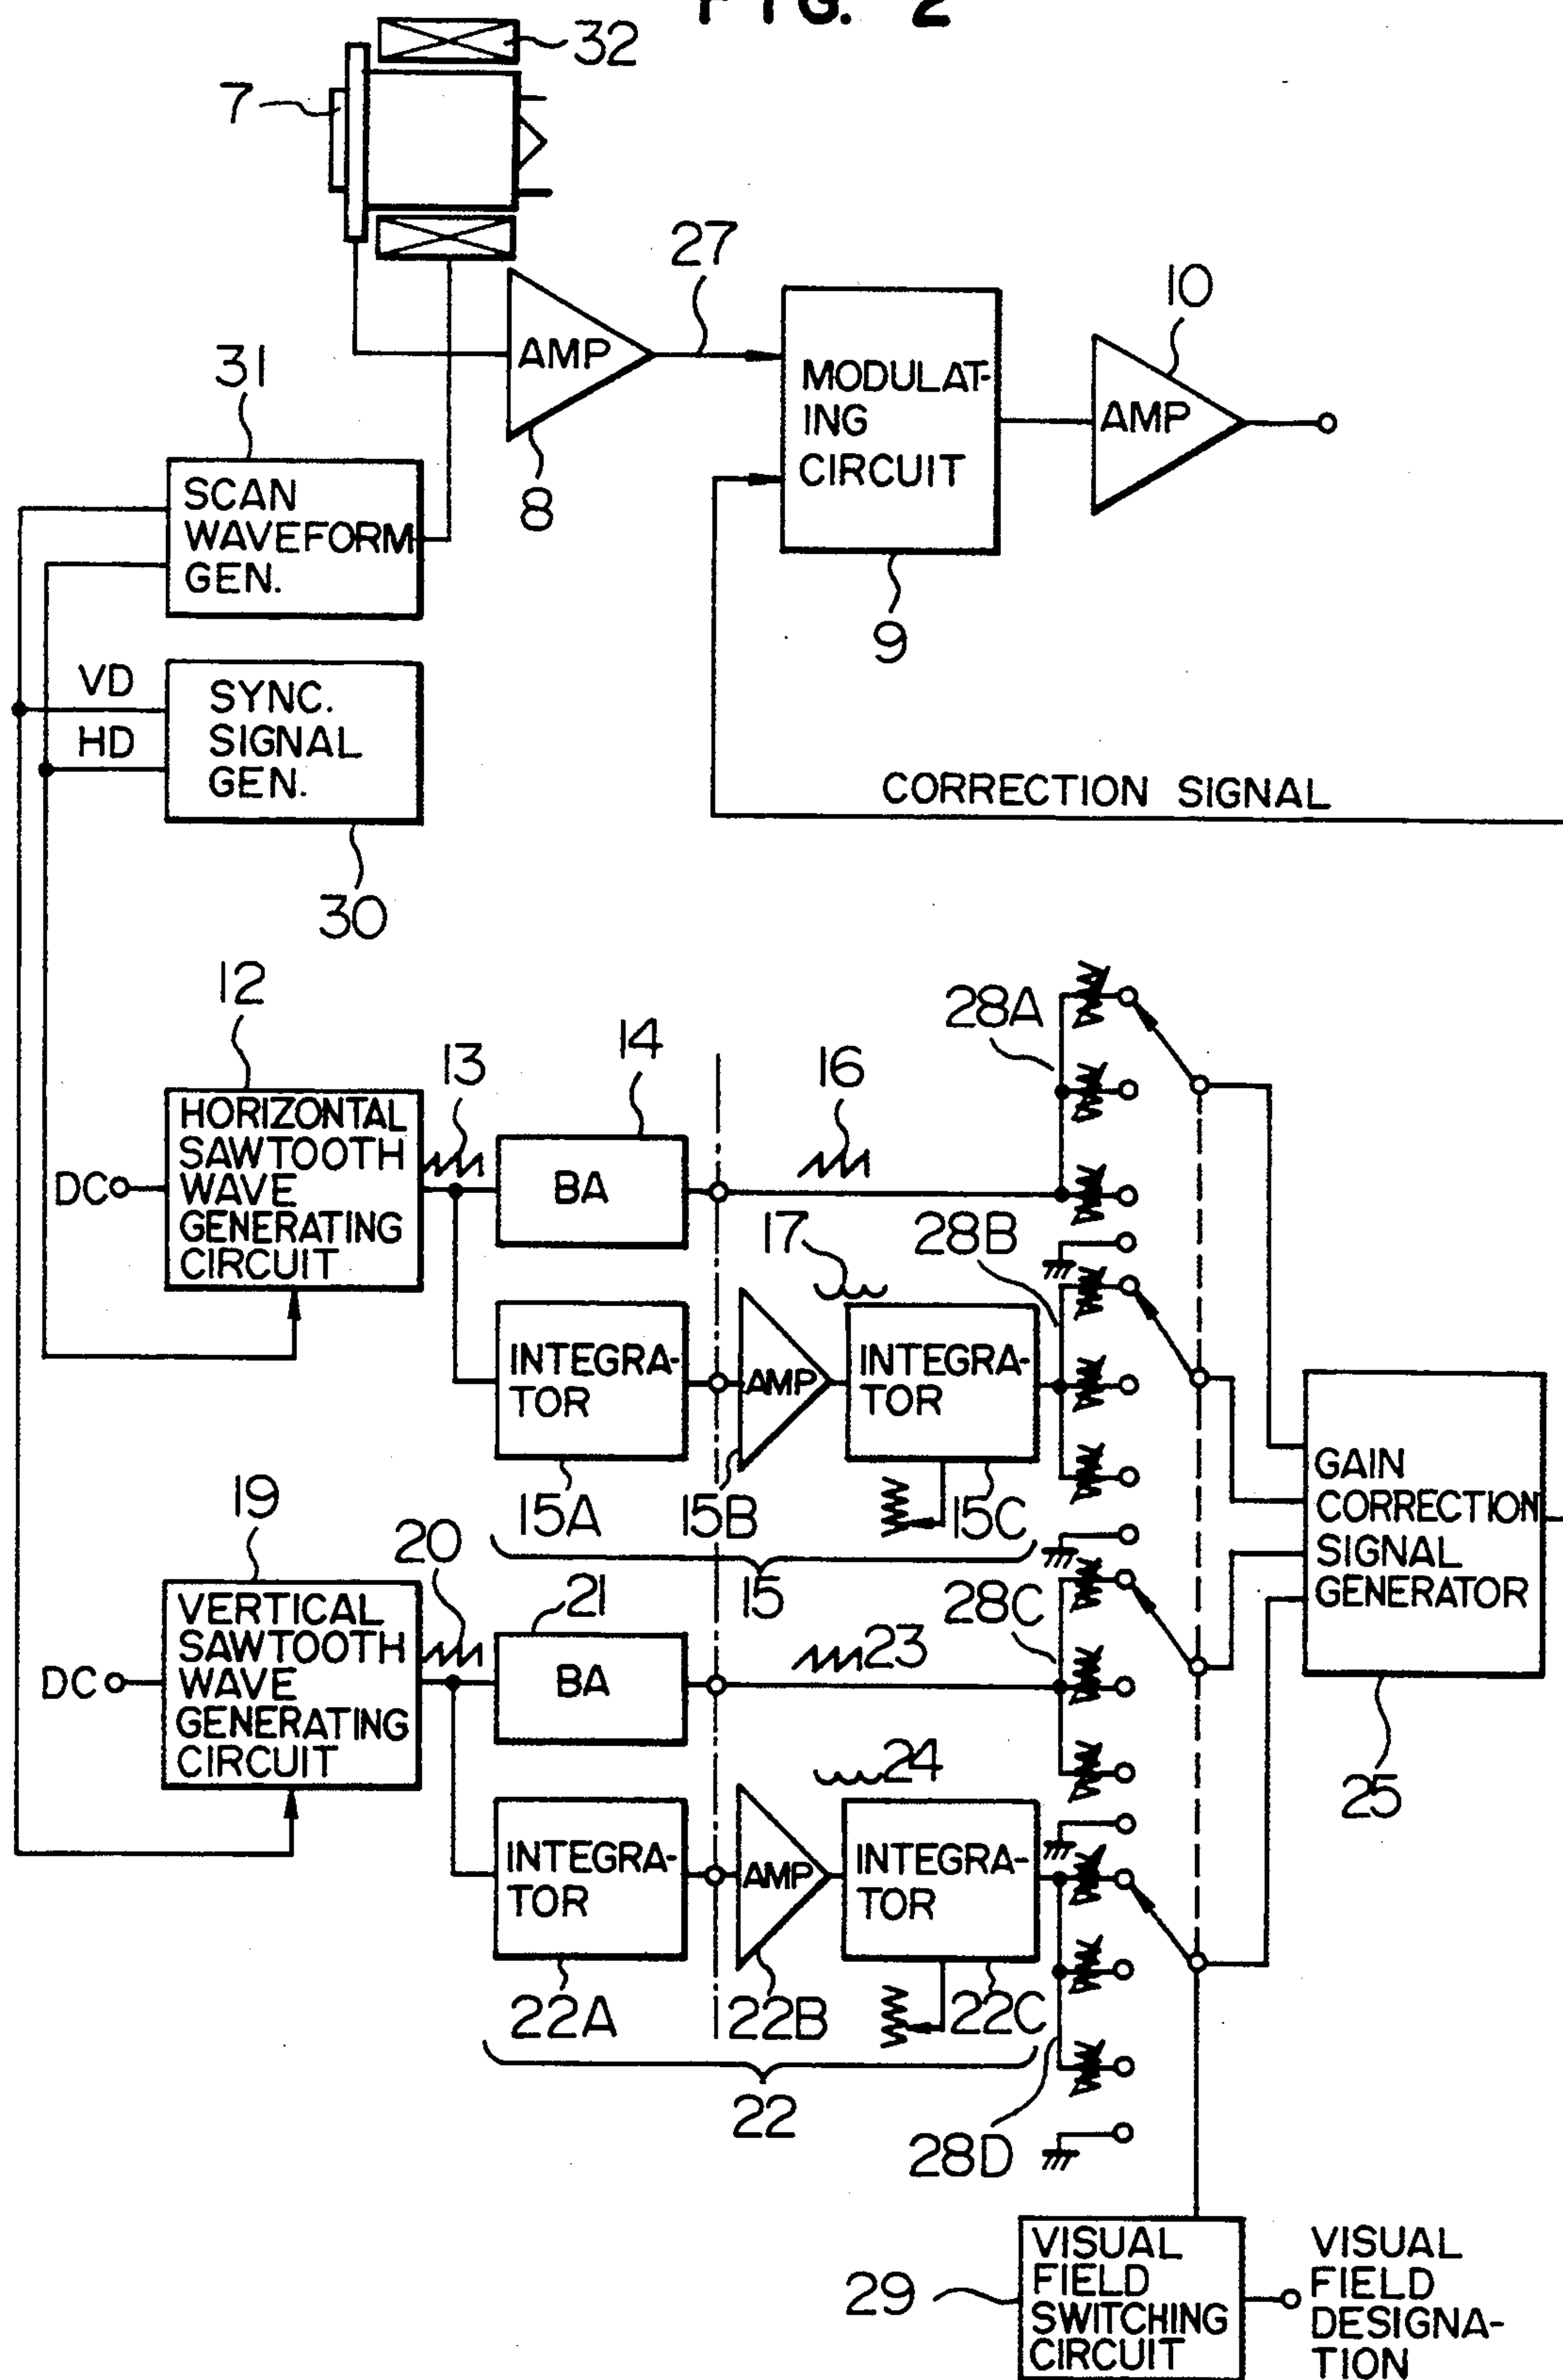 FIG. 2
32
7
27
10
AMP
MODULAT-
ING
CIRCUIT
AMP
31
8
SCAN
WAVEFORM
GEN.
9
VD
HD
SYNC.
SIGNAL
GEN.
CORRECTION SIGNAL
30
12
13
14
16
28A
HORIZONTAL
SAWTOOTH
WAVE
GENERATING
CIRCUIT
DC
BA
17
28B
INTEGRA-
TOR
AMP
INTEGRA-
TOR
15A
15B
15C
15
GAIN
CORRECTION
SIGNAL
GENERATOR
25
19
20
21
23
28C
VERTICAL
SAWTOOTH
WAVE
GENERATING
CIRCUIT
DC
BA
24
INTEGRA-
TOR
AMP
INTEGRA-
TOR
22A
22B
22C
22
28D
29
VISUAL
FIELD
SWITCHING
CIRCUIT
VISUAL
FIELD
DESIGNA-
TION